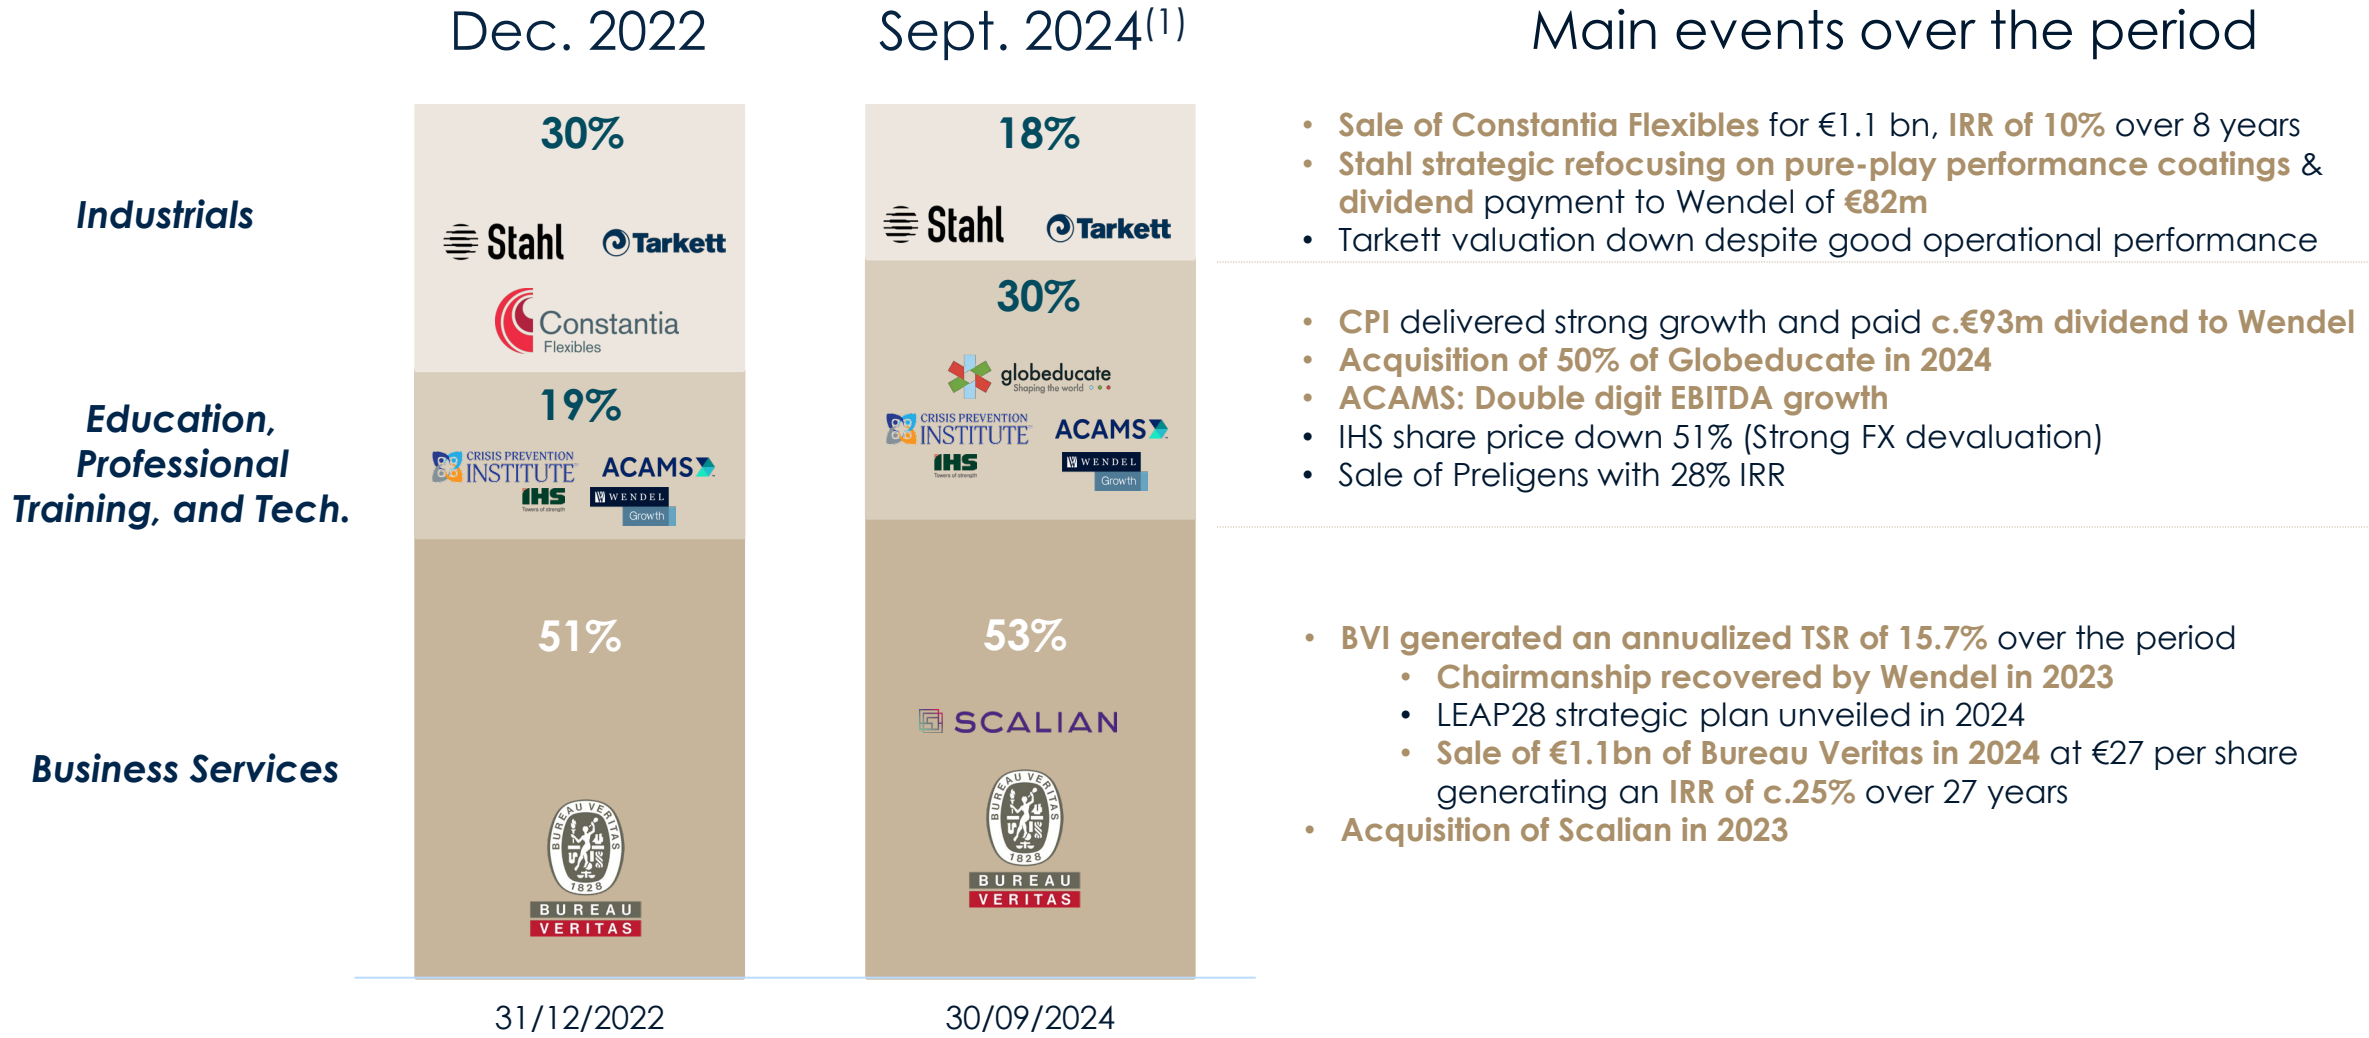 Dec. 2022
Sept. 2024(1)
Main events over the period
Industrials
30%
Stahl
Tarkett
Constantia
Flexibles
18%
Stahl
Tarkett
• Sale of Constantia Flexibles for €1.1 bn, IRR of 10% over 8 years
• Stahl strategic refocusing on pure-play performance coatings &
dividend payment to Wendel of €82m
• Tarkett valuation down despite good operational performance
Education,
Professional
Training, and Tech.
19%
CRISIS PREVENTION
INSTITUTE
ACAMS
IHS
Towers of strength
WENDEL
Growth
30%
globeducate
Shaping the world
CRISIS PREVENTION
INSTITUTE
ACAMS
IHS
Towers of strength
WENDEL
Growth
• CPI delivered strong growth and paid c.€93m dividend to Wendel
• Acquisition of 50% of Globeducate in 2024
• ACAMS: Double digit EBITDA growth
• IHS share price down 51% (Strong FX devaluation)
• Sale of Preligens with 28% IRR
Business Services
51%
BUREAU VERITAS
1828
BUREAU
VERITAS
53%
SCALIAN
BUREAU VERITAS
1828
BUREAU
VERITAS
• BVI generated an annualized TSR of 15.7% over the period
• Chairmanship recovered by Wendel in 2023
• LEAP28 strategic plan unveiled in 2024
• Sale of €1.1bn of Bureau Veritas in 2024 at €27 per share
generating an IRR of c.25% over 27 years
• Acquisition of Scalian in 2023
31/12/2022
30/09/2024